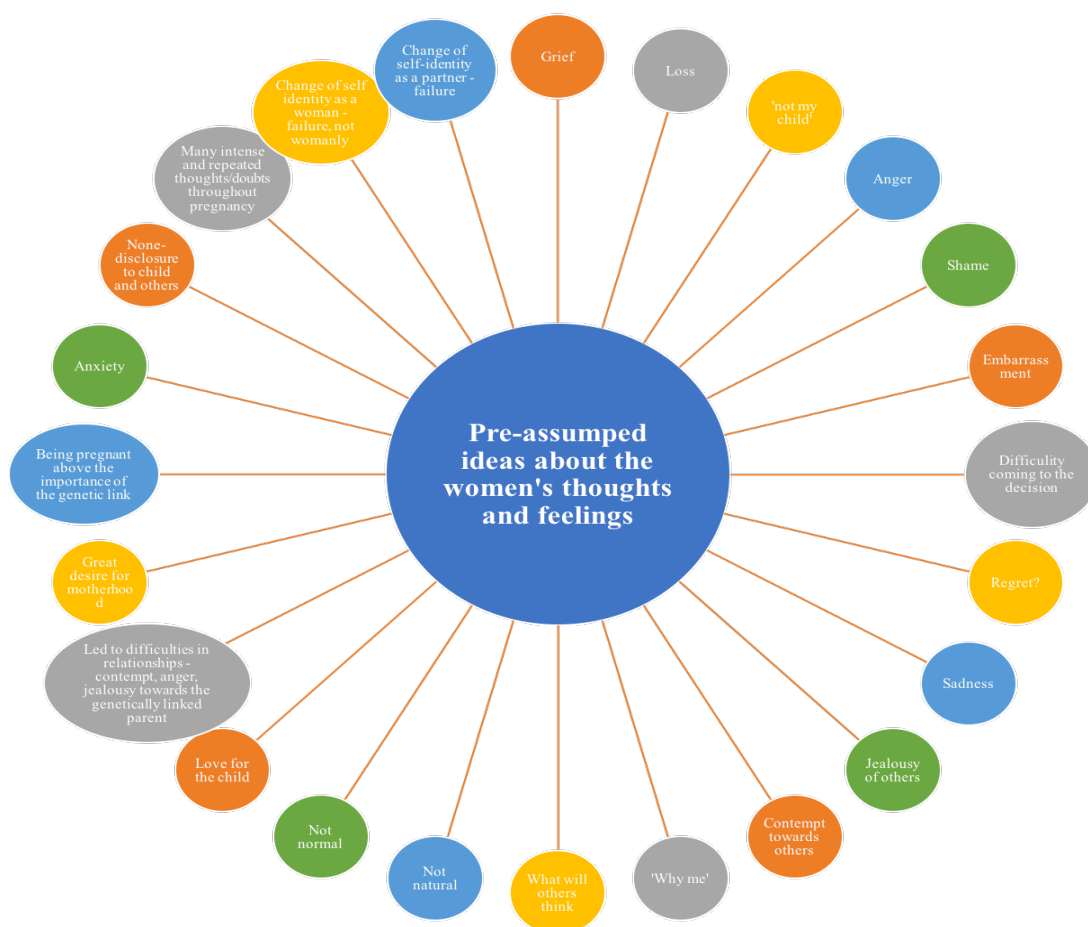 Pre-assumped
ideas about the
women's thoughts
and feelings
Grief
Loss
'not my
child'
Anger
Shame
Embarrass
ment
Difficulity
coming to the
decision
Regret?
Sadness
Jealousy
of others
Contempt
towards
others
'Why me'
What will
others
think
Not
natural
Not
normal
Love for
the child
Led to difficulties in
relationships -
contempt, anger,
jealousy towards the
genetically linked
parent
Great
desire for
motherhoo
d
Being pregnant
above the
importance of
the genetic link
Anxiety
None-
disclosure
to child
and others
Many intense
and repeated
thoughts/doubts
throughout
pregnancy
Change of self
identity as a
woman -
failure, not
womanly
Change of
self-identity
as a partner -
failure